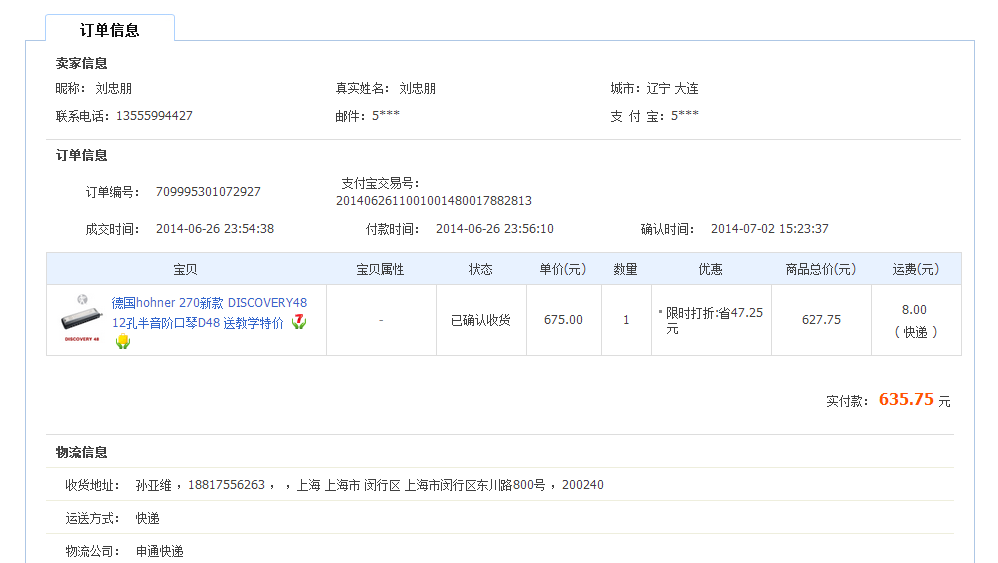 订单信息
卖家信息
昵称： 刘忠朋 真实姓名： 刘忠朋 城市：辽宁 大连
联系电话：13555994427 邮件：5*** 支 付 宝：5***
订单信息
订单编号： 709995301072927 支付宝交易号：
2014062611001001480017882813
成交时间： 2014-06-26 23:54:38 付款时间： 2014-06-26 23:56:10 确认时间： 2014-07-02 15:23:37
宝贝 宝贝属性 状态 单价(元) 数量 优惠 商品总价(元) 运费(元)
德国hohner 270新款 DISCOVERY48
12孔半音阶口琴D48 送教学特价 7
DISCOVERY 48
- 已确认收货 675.00 1
限时打折:省47.25
元
627.75
8.00
( 快递 )
实付款： 635.75 元
物流信息
收货地址： 孙亚维 ，18817556263 ， ，上海 上海市 闵行区 上海市闵行区东川路800号 ，200240
运送方式： 快递
物流公司： 申通快递